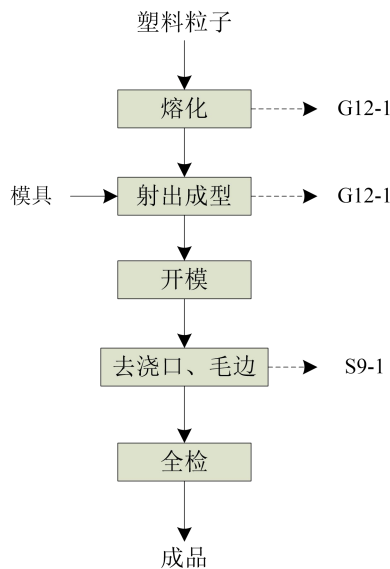 塑料粒子
熔化
G12-1
模具
射出成型
G12-1
开模
去浇口、毛边
S9-1
全检
成品